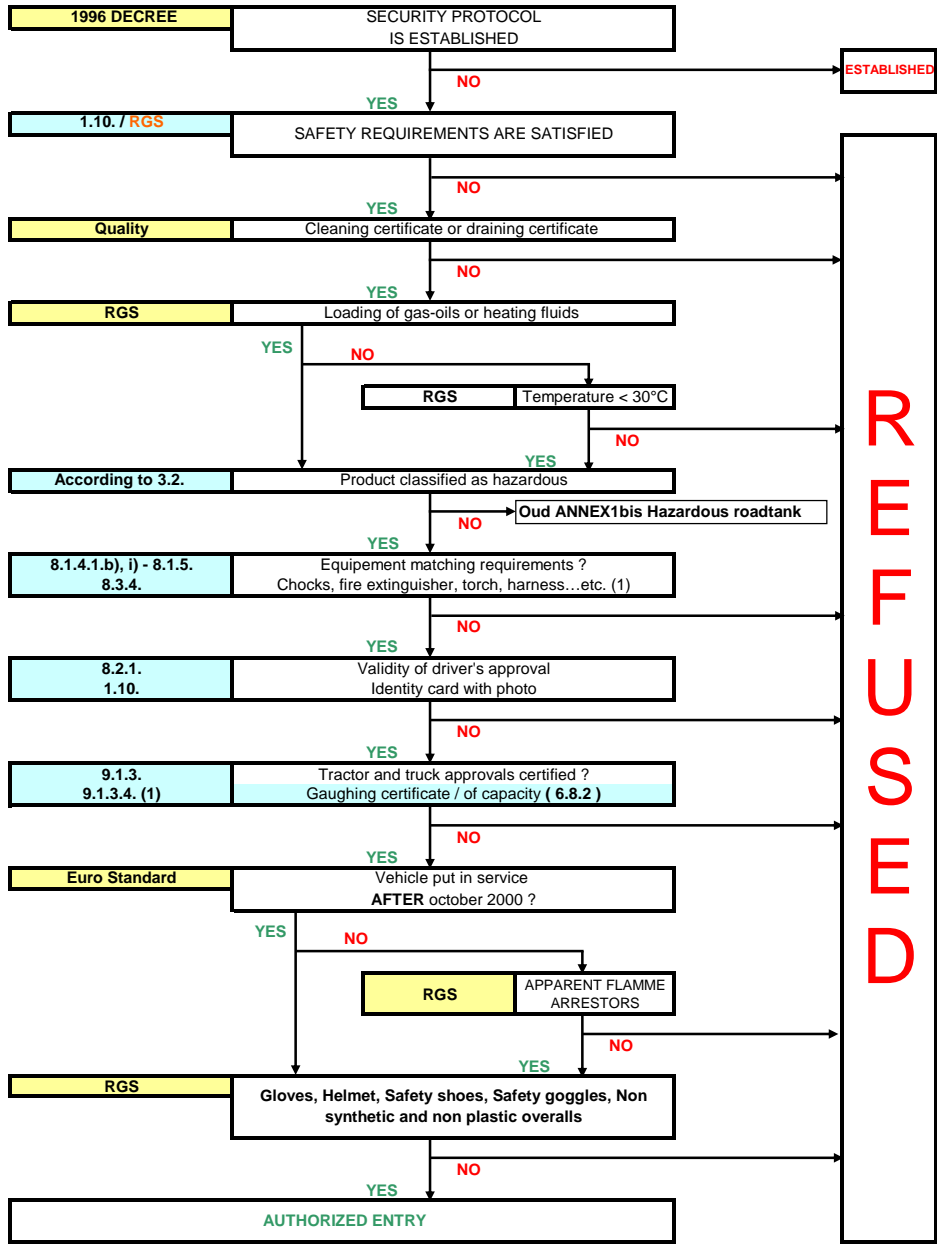 1996 DECREE
SECURITY PROTOCOL
IS ESTABLISHED
NO
ESTABLISHED
YES
1.10. / RGS
SAFETY REQUIREMENTS ARE SATISFIED
NO
YES
Quality
Cleaning certificate or draining certificate
NO
YES
RGS
Loading of gas-oils or heating fluids
YES
NO
RGS
Temperature < 30°C
NO
YES
According to 3.2.
Product classified as hazardous
NO
Oud ANNEX1bis Hazardous roadtank
YES
8.1.4.1.b), i) - 8.1.5.
8.3.4.
Equipement matching requirements ?
Chocks, fire extinguisher, torch, harness…etc. (1)
NO
YES
8.2.1.
1.10.
Validity of driver's approval
Identity card with photo
NO
YES
9.1.3.
9.1.3.4. (1)
Tractor and truck approvals certified ?
Gaughing certificate / of capacity ( 6.8.2 )
NO
YES
Euro Standard
Vehicle put in service
AFTER october 2000 ?
YES
NO
RGS
APPARENT FLAMME
ARRESTORS
NO
YES
RGS
Gloves, Helmet, Safety shoes, Safety goggles, Non
synthetic and non plastic overalls
NO
YES
AUTHORIZED ENTRY
R
E
F
U
S
E
D